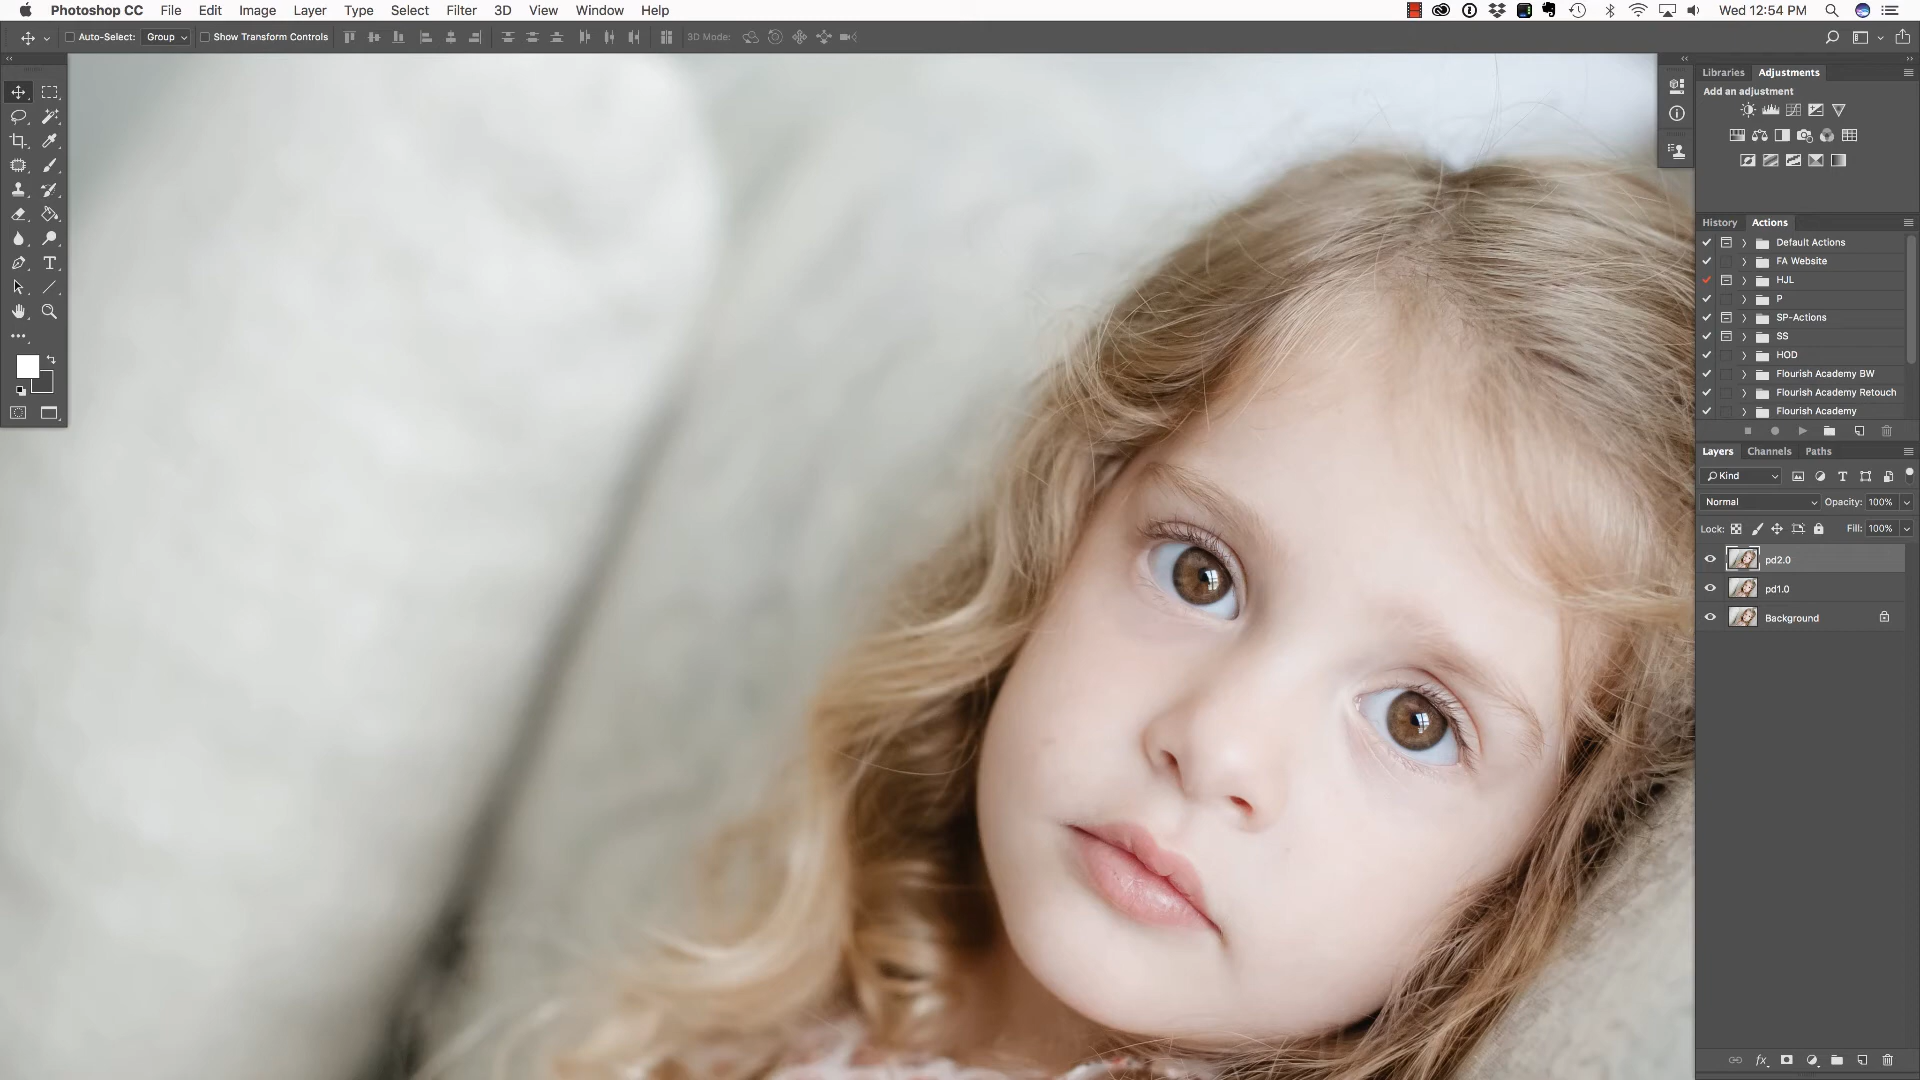 Photoshop CC File Edit Image Layer Type Select Filter 3D View Window Help Wed 12:54 PM
Auto-Select: Group Show Transform Controls 3D Mode:
Libraries Adjustments
Add an adjustment
History Actions
Default Actions
FA Website
HJL
P
SP-Actions
SS
HOD
Flourish Academy BW
Flourish Academy Retouch
Flourish Academy
Layers Channels Paths
Kind
Normal Opacity: 100%
Lock: Fill: 100%
pd2.0
pd1.0
Background
fx